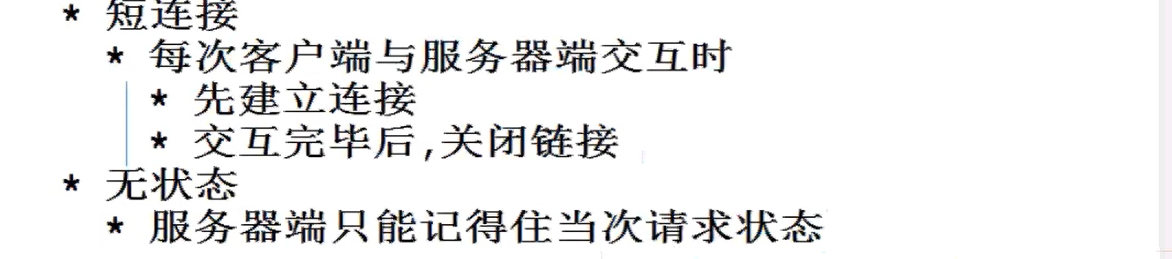 * 短连接
* 每次客户端与服务器端交互时
* 先建立连接
* 交互完毕后,关闭链接
* 无状态
* 服务器端只能记得住当次请求状态